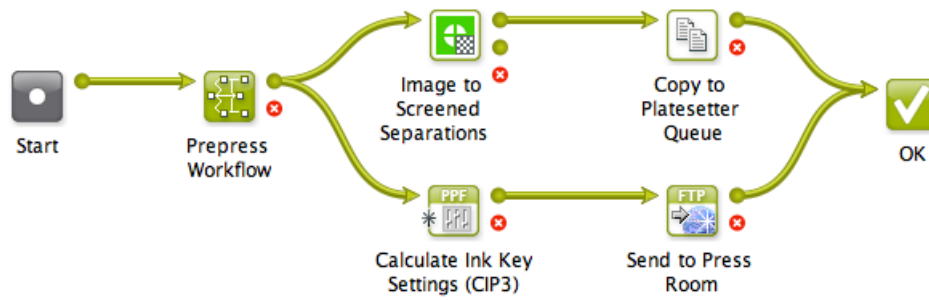 Start
Prepress
Workflow
Image to
Screened
Separations
Copy to
Platesetter
Queue
OK
PPF
Calculate Ink Key
Settings (CIP3)
FTP
Send to Press
Room